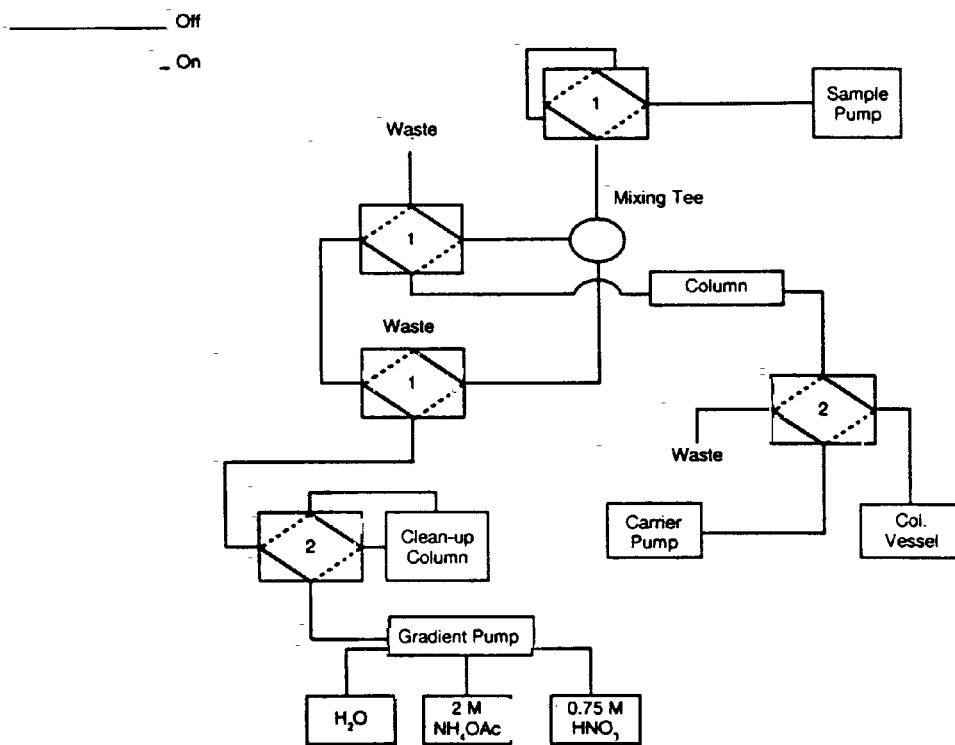 Off
On
1
Sample
Pump
Waste
Mixing Tee
1
Column
Waste
1
2
Waste
Carrier
Pump
Col.
Vessel
2
Clean-up
Column
Gradient Pump
H₂O
2 M
NH₄OAc
0.75 M
HNO₃